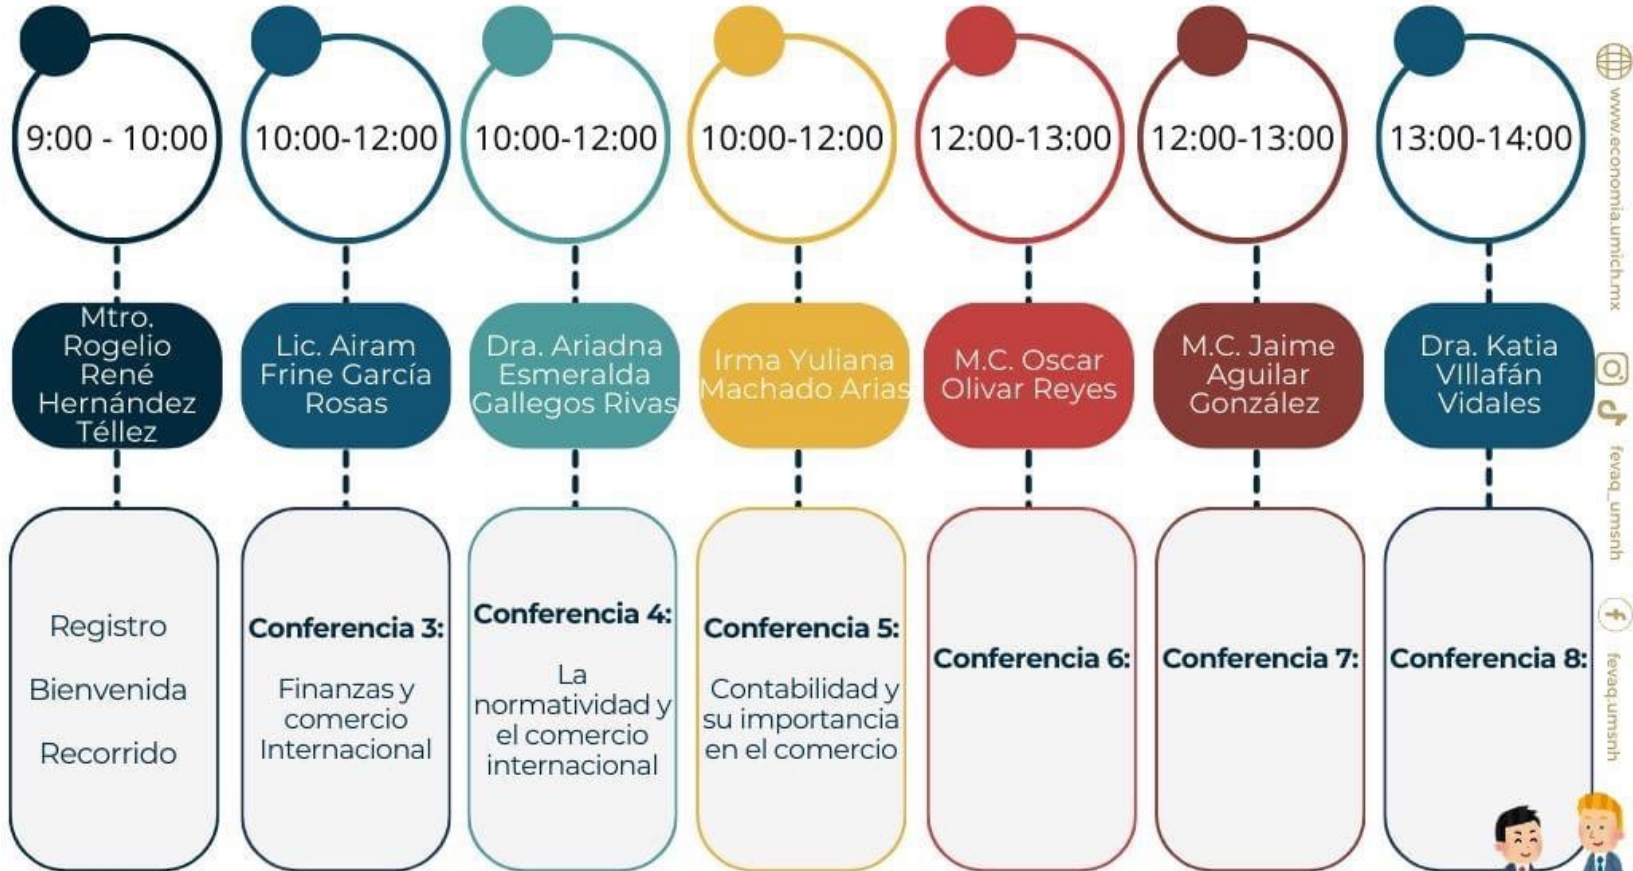 9:00 - 10:00
10:00-12:00
10:00-12:00
10:00-12:00
12:00-13:00
12:00-13:00
13:00-14:00
Mtro.
Rogelio
René
Hernández
Téllez
Lic. Airam
Frine García
Rosas
Dra. Ariadna
Esmeralda
Gallegos Rivas
Irma Yuliana
Machado Arias
M.C. Oscar
Olivar Reyes
M.C. Jaime
Aguilar
González
Dra. Katia
VIllafán
Vidales
Registro
Bienvenida
Recorrido
Conferencia 3:
Finanzas y
comercio
Internacional
Conferencia 4:
La
normatividad y
el comercio
internacional
Conferencia 5:
Contabilidad y
su importancia
en el comercio
Conferencia 6:
Conferencia 7:
Conferencia 8:
www.economia.umich.mx
fevaq_umsnh
fevaq.umsnh